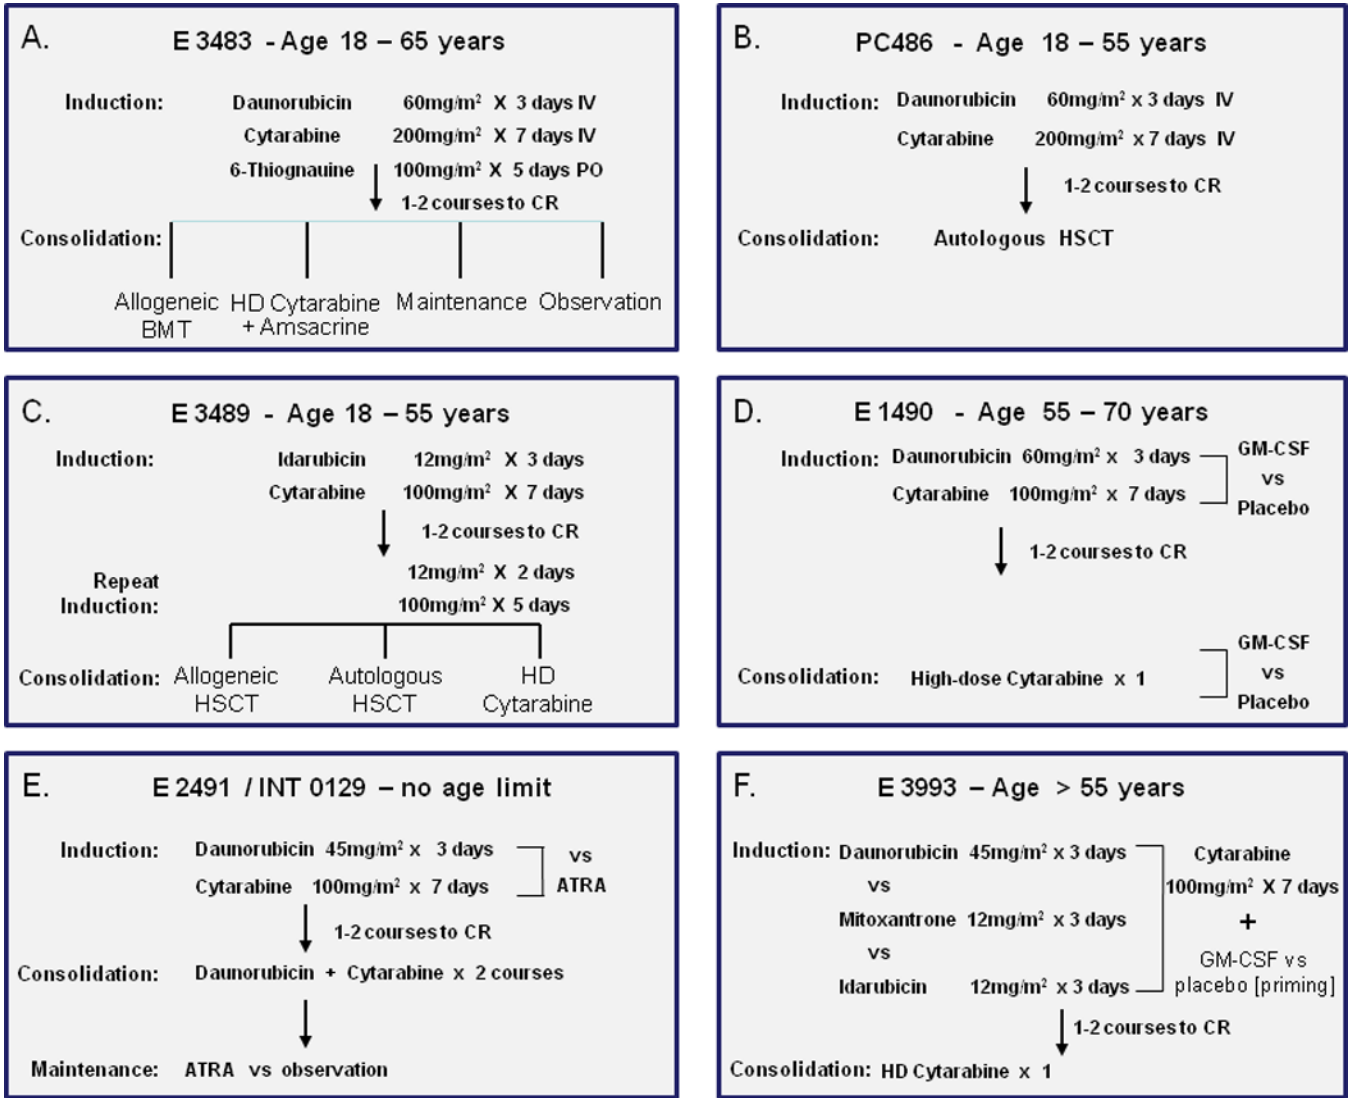 A. E 3483 - Age 18 – 65 years
Induction: Daunorubicin 60mg/m² X 3 days IV
Cytarabine 200mg/m² X 7 days IV
6-Thiognauine 100mg/m² X 5 days PO
1-2 courses to CR
Consolidation:
Allogeneic BMT
HD Cytarabine + Amsacrine
Maintenance
Observation
B. PC486 - Age 18 – 55 years
Induction: Daunorubicin 60mg/m² x 3 days IV
Cytarabine 200mg/m² x 7 days IV
1-2 courses to CR
Consolidation: Autologous HSCT
C. E 3489 - Age 18 – 55 years
Induction: Idarubicin 12mg/m² X 3 days
Cytarabine 100mg/m² X 7 days
1-2 courses to CR
Repeat Induction:
12mg/m² X 2 days
100mg/m² X 5 days
Consolidation:
Allogeneic HSCT
Autologous HSCT
HD Cytarabine
D. E 1490 - Age 55 – 70 years
Induction: Daunorubicin 60mg/m² x 3 days
Cytarabine 100mg/m² x 7 days
GM-CSF
vs
Placebo
1-2 courses to CR
Consolidation: High-dose Cytarabine x 1
GM-CSF
vs
Placebo
E. E 2491 / INT 0129 – no age limit
Induction: Daunorubicin 45mg/m² x 3 days
Cytarabine 100mg/m² x 7 days
vs
ATRA
1-2 courses to CR
Consolidation: Daunorubicin + Cytarabine x 2 courses
Maintenance: ATRA vs observation
F. E 3993 – Age > 55 years
Induction: Daunorubicin 45mg/m² x 3 days
vs
Mitoxantrone 12mg/m² x 3 days
vs
Idarubicin 12mg/m² x 3 days
Cytarabine
100mg/m² X 7 days
+
GM-CSF vs
placebo [priming]
1-2 courses to CR
Consolidation: HD Cytarabine x 1